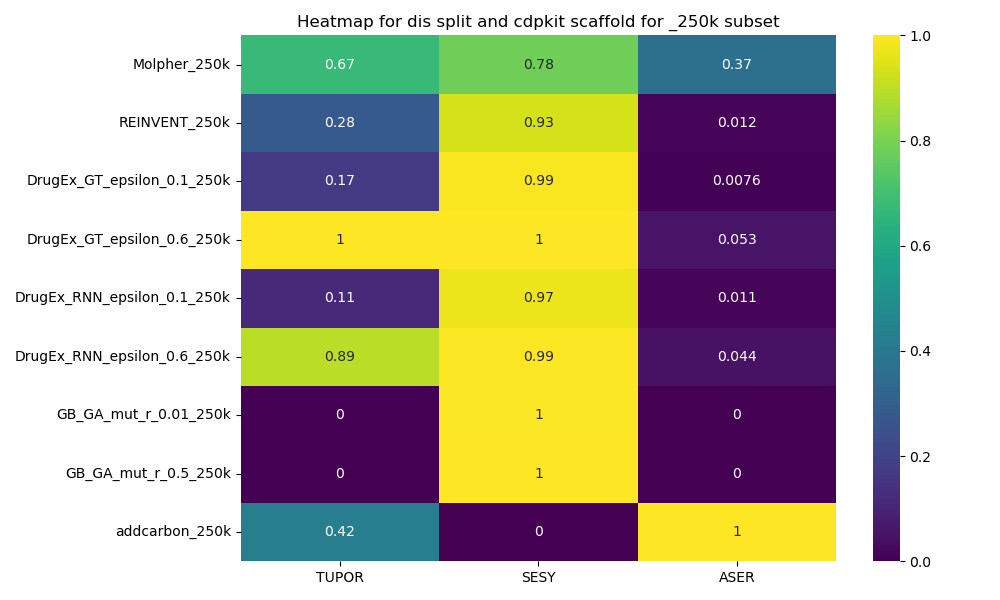 Heatmap for dis split and cdpkit scaffold for _250k subset
Molpher_250k 0.67 0.78 0.37
REINVENT_250k 0.28 0.93 0.012
DrugEx_GT_epsilon_0.1_250k 0.17 0.99 0.0076
DrugEx_GT_epsilon_0.6_250k 1 1 0.053
DrugEx_RNN_epsilon_0.1_250k 0.11 0.97 0.011
DrugEx_RNN_epsilon_0.6_250k 0.89 0.99 0.044
GB_GA_mut_r_0.01_250k 0 1 0
GB_GA_mut_r_0.5_250k 0 1 0
addcarbon_250k 0.42 0 1
TUPOR SESY ASER
1.0
0.8
0.6
0.4
0.2
0.0